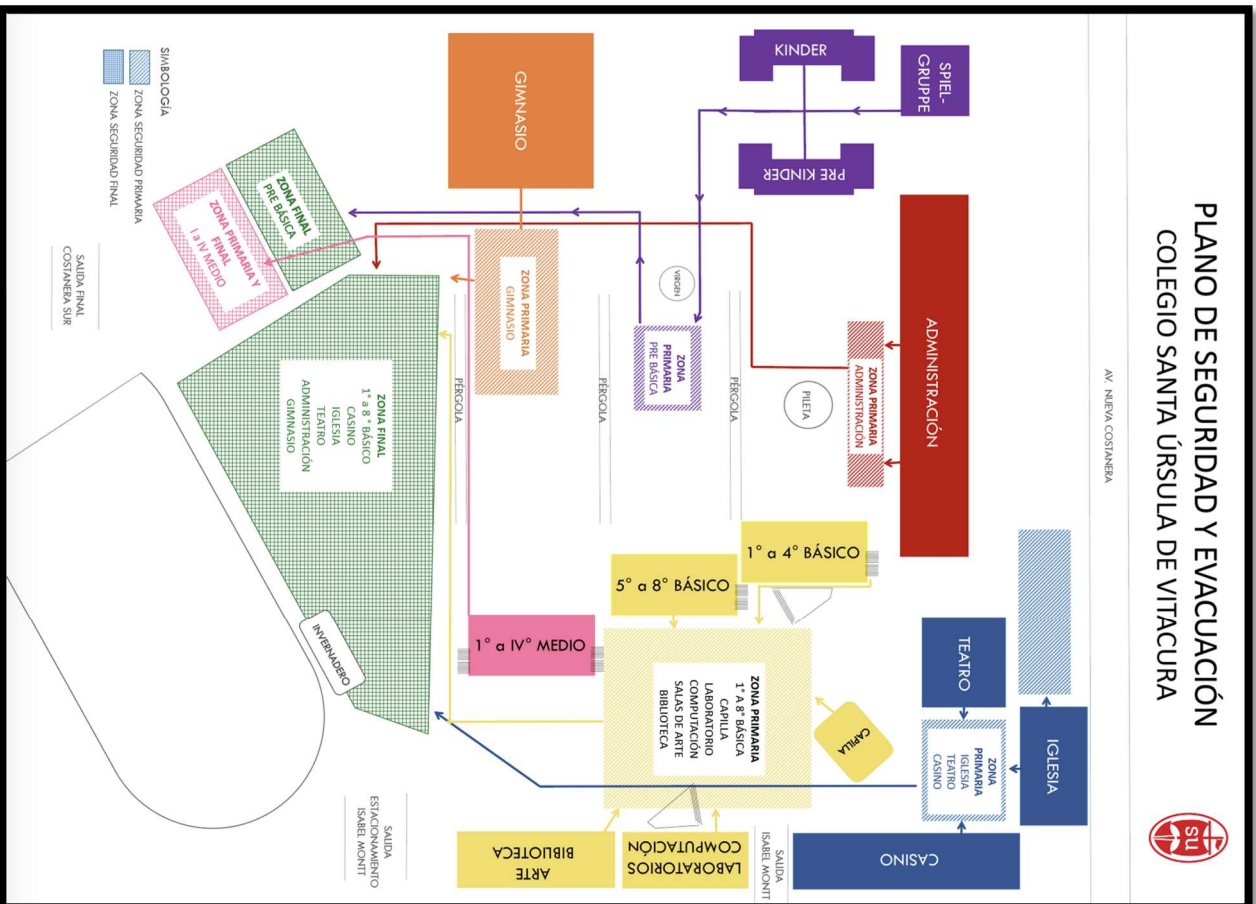 PLANO DE SEGURIDAD Y EVACUACIÓN
COLEGIO SANTA ÚRSULA DE VITACURA
SU
AV. NUEVA COSTANERA
SPIEL-
GRUPPE
KINDER
PRE KINDER
ADMINISTRACIÓN
ZONA PRIMARIA
ADMINISTRACIÓN
PILETA
VIRGEN
ZONA
PRIMARIA
PRE BÁSICA
PÉRGOLA
PÉRGOLA
PÉRGOLA
GIMNASIO
ZONA PRIMARIA
GIMNASIO
IGLESIA
TEATRO
ZONA
PRIMARIA
IGLESIA
TEATRO
CASINO
CASINO
1° a 4° BÁSICO
5° a 8° BÁSICO
1° a IV° MEDIO
CAPILLA
ZONA PRIMARIA
1° A 8° BÁSICA
CAPILLA
LABORATORIO
COMPUTACIÓN
SALAS DE ARTE
BIBLIOTECA
SALIDA
ISABEL MONTT
LABORATORIOS
COMPUTACIÓN
ARTE
BIBLIOTECA
SALIDA
ESTACIONAMIENTO
ISABEL MONTT
INVERNADERO
ZONA FINAL
1° a 8 ° BÁSICO
CASINO
IGLESIA
TEATRO
ADMINISTRACIÓN
GIMNASIO
ZONA FINAL
PRE BÁSICA
ZONA PRIMARIA Y
FINAL
I a IV MEDIO
SALIDA FINAL
COSTANERA SUR
SIMBOLOGÍA
ZONA SEGURIDAD PRIMARIA
ZONA SEGURIDAD FINAL